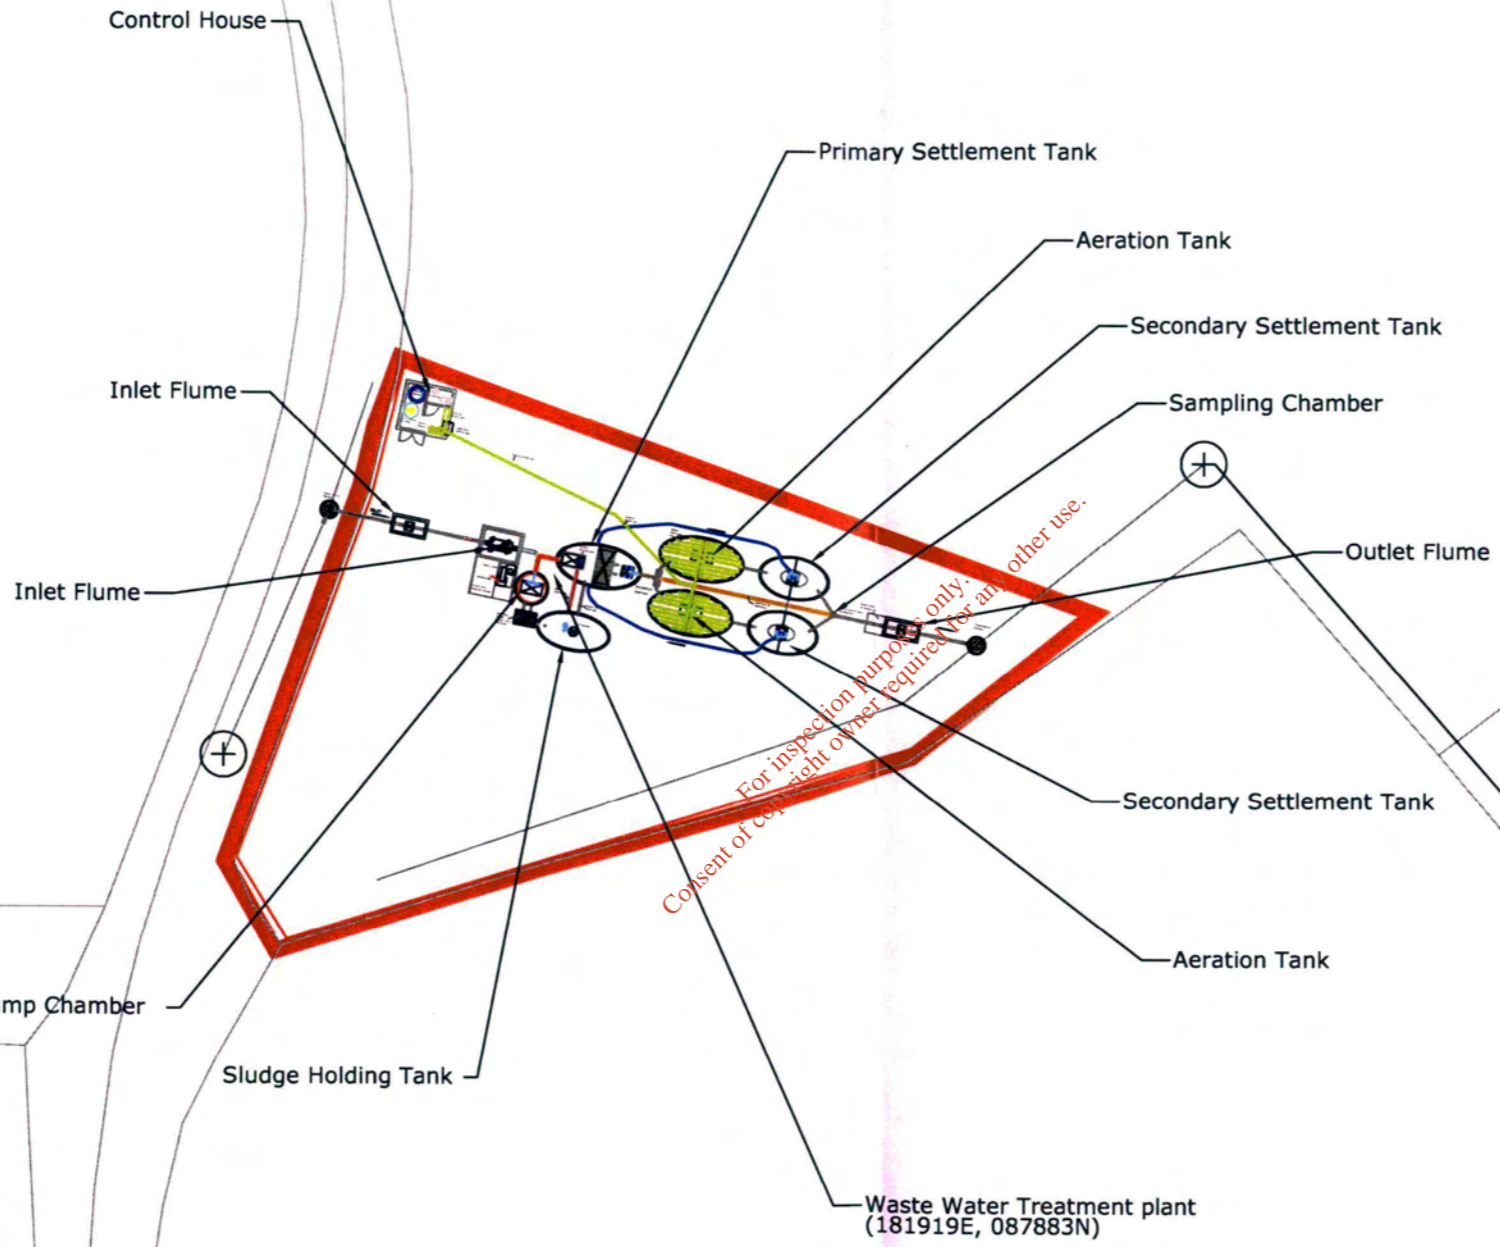 Control House
Primary Settlement Tank
Aeration Tank
Secondary Settlement Tank
Inlet Flume
Sampling Chamber
Outlet Flume
Inlet Flume
For inspection purposes only.
Consent of copyright owner required for any other use.
Secondary Settlement Tank
Aeration Tank
mp Chamber
Sludge Holding Tank
Waste Water Treatment plant
(181919E, 087883N)